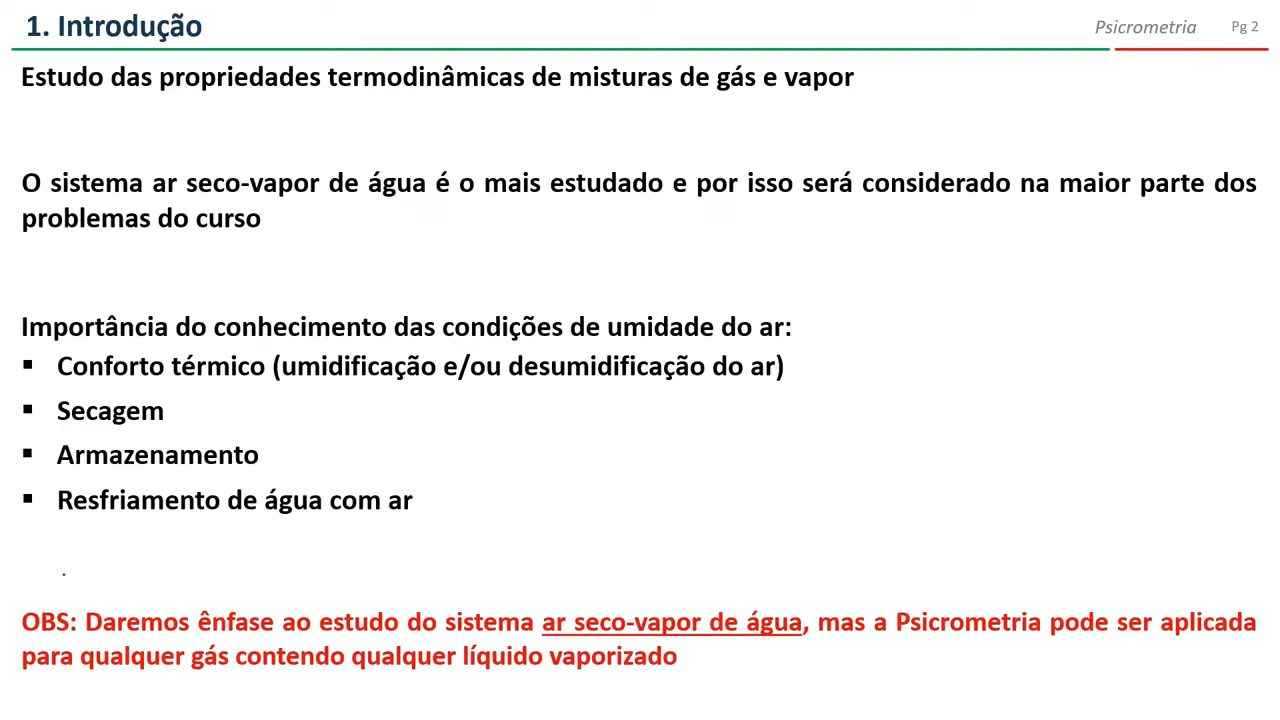 1. Introdução
Psicrometria
Pg 2
Estudo das propriedades termodinâmicas de misturas de gás e vapor
O sistema ar seco-vapor de água é o mais estudado e por isso será considerado na maior parte dos
problemas do curso
Importância do conhecimento das condições de umidade do ar:
▪ Conforto térmico (umidificação e/ou desumidificação do ar)
▪ Secagem
▪ Armazenamento
▪ Resfriamento de água com ar
OBS: Daremos ênfase ao estudo do sistema ar seco-vapor de água, mas a Psicrometria pode ser aplicada
para qualquer gás contendo qualquer líquido vaporizado